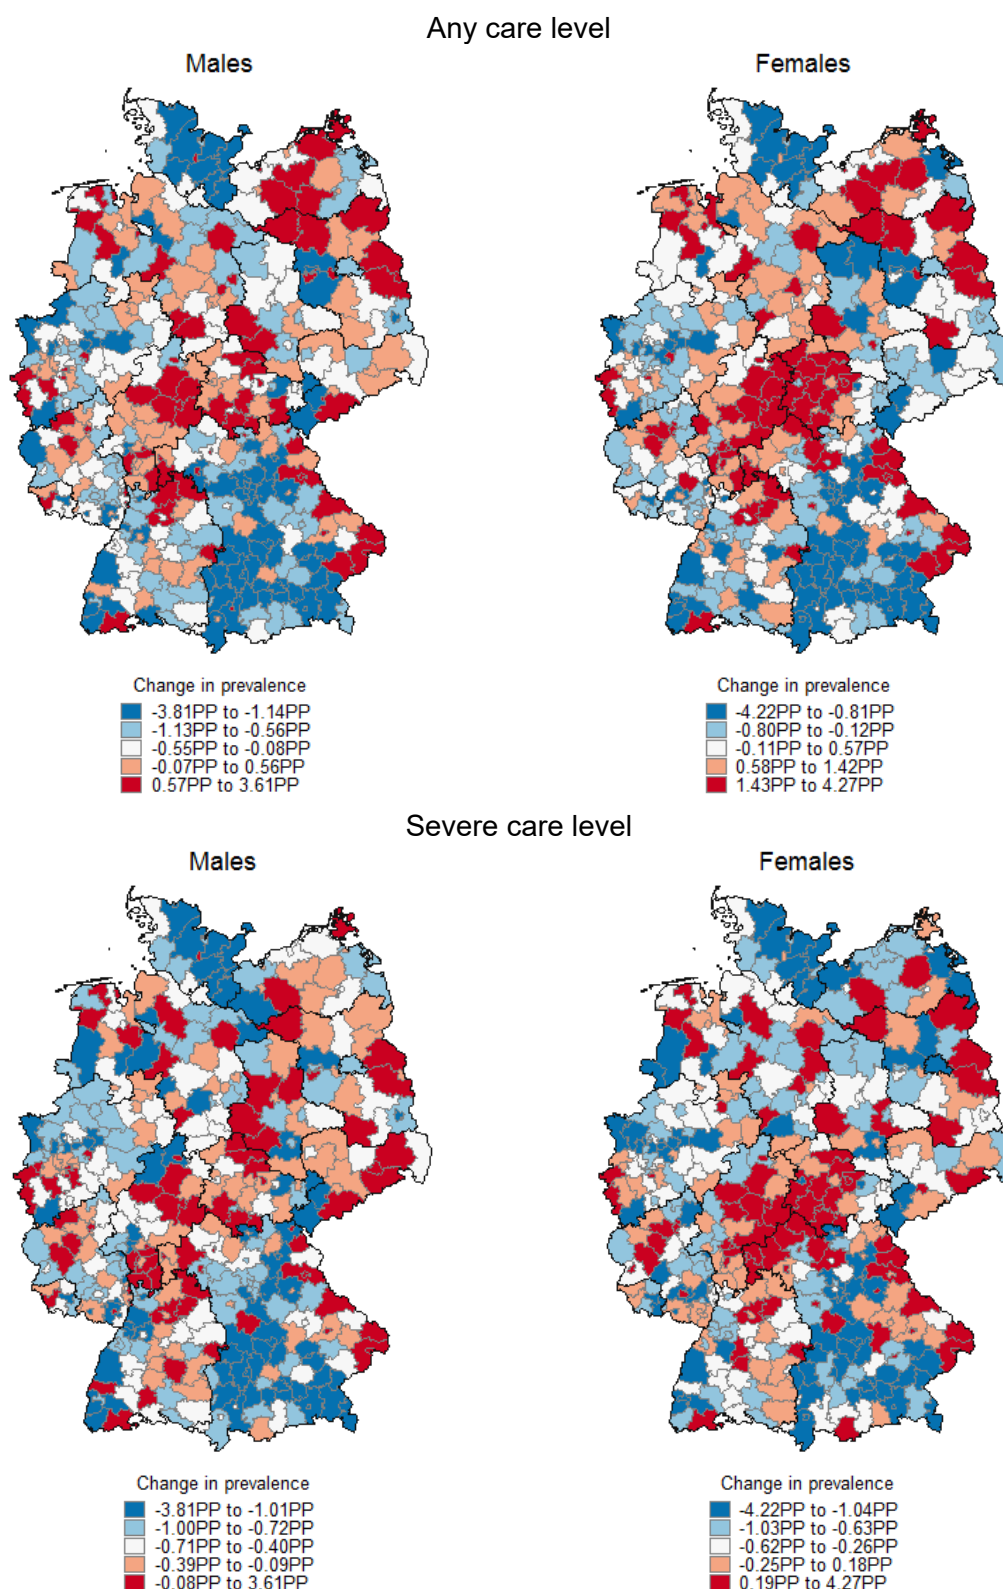 Any care level
Males
Females
Change in prevalence
-3.81PP to -1.14PP
-1.13PP to -0.56PP
-0.55PP to -0.08PP
-0.07PP to 0.56PP
0.57PP to 3.61PP
Change in prevalence
-4.22PP to -0.81PP
-0.80PP to -0.12PP
-0.11PP to 0.57PP
0.58PP to 1.42PP
1.43PP to 4.27PP
Severe care level
Males
Females
Change in prevalence
-3.81PP to -1.01PP
-1.00PP to -0.72PP
-0.71PP to -0.40PP
-0.39PP to -0.09PP
-0.08PP to 3.61PP
Change in prevalence
-4.22PP to -1.04PP
-1.03PP to -0.63PP
-0.62PP to -0.26PP
-0.25PP to 0.18PP
0.19PP to 4.27PP